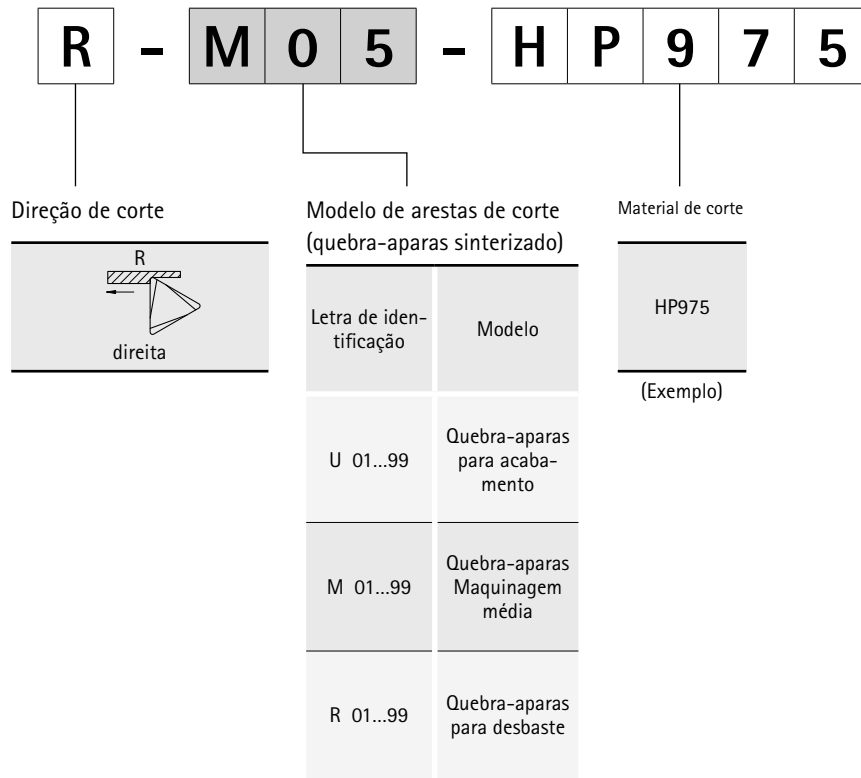 R - M 0 5 - H P 9 7 5
Direção de corte
R
direita
Modelo de arestas de corte
(quebra-aparas sinterizado)
Letra de iden-
tificação
Modelo
U 01...99
Quebra-aparas
para acaba-
mento
M 01...99
Quebra-aparas
Maquinagem
média
R 01...99
Quebra-aparas
para desbaste
Material de corte
HP975
(Exemplo)